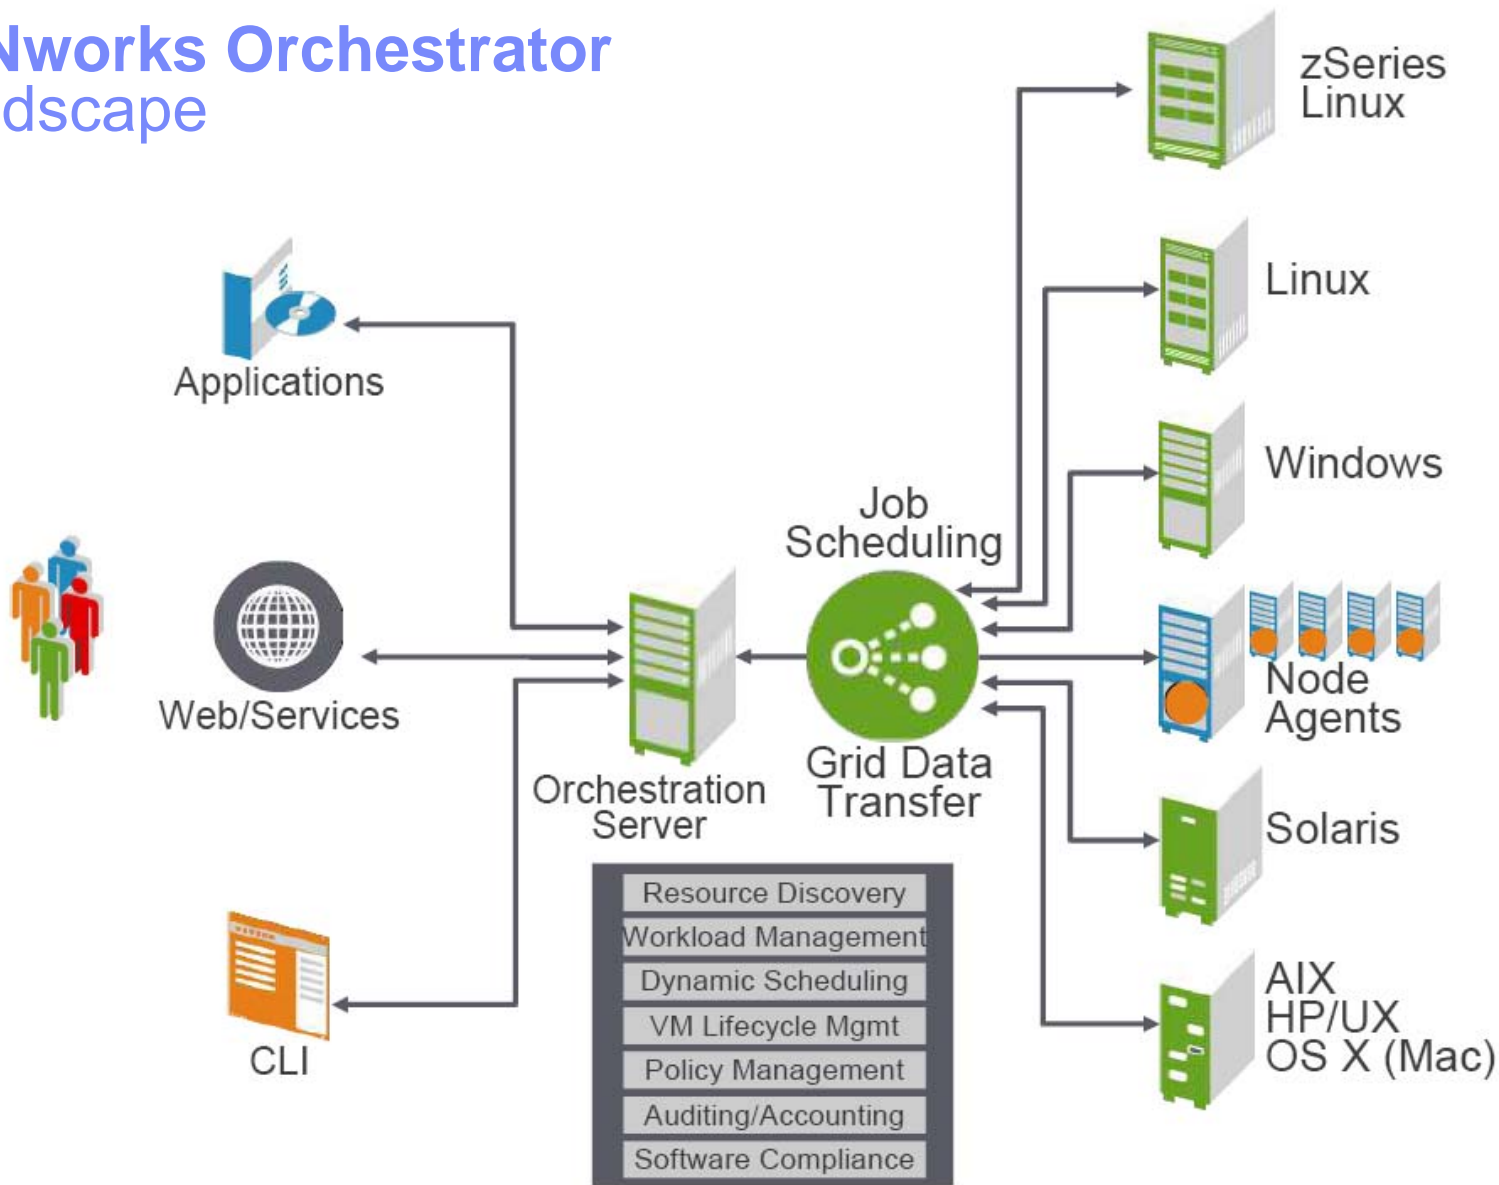 Nworks Orchestrator
dscape
zSeries
Linux
Linux
Applications
Windows
Job
Scheduling
Web/Services
Node
Agents
Orchestration
Server
Grid Data
Transfer
Solaris
Resource Discovery
Workload Management
Dynamic Scheduling
VM Lifecycle Mgmt
Policy Management
Auditing/Accounting
Software Compliance
CLI
AIX
HP/UX
OS X (Mac)